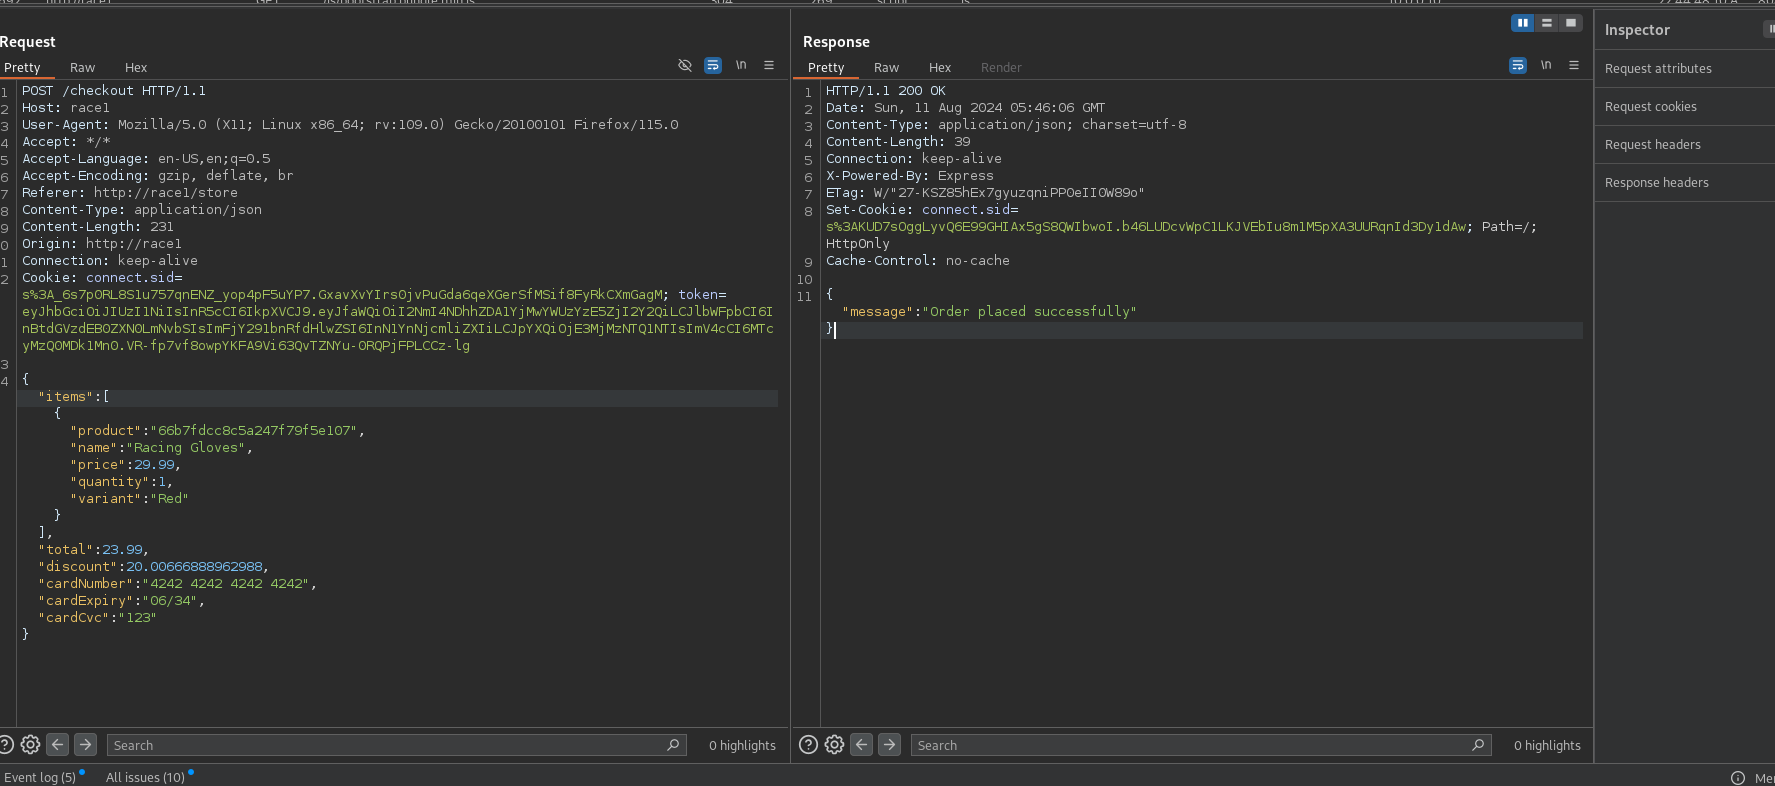 Request
Pretty Raw Hex \n
1 POST /checkout HTTP/1.1
2 Host: race1
3 User-Agent: Mozilla/5.0 (X11; Linux x86_64; rv:109.0) Gecko/20100101 Firefox/115.0
4 Accept: */*
5 Accept-Language: en-US,en;q=0.5
6 Accept-Encoding: gzip, deflate, br
7 Referer: http://race1/store
8 Content-Type: application/json
9 Content-Length: 231
0 Origin: http://race1
1 Connection: keep-alive
2 Cookie: connect.sid=
s%3A_6s7pORL8S1u757qnENZ_yop4pF5uYP7.GxavXvYIrsOjvPuGda6qeXGerSfMSif8FyRkCXmGagM; token=
eyJhbGciOiJIUzI1NiIsInR5cCI6IkpXVCJ9.eyJfaWQiOiI2NmI4NDhhZDA1YjMwYWUzYzE5ZjI2Y2QiLCJlbWFpbCI6I
nBtdGVzdEB0ZXN0LmNvbSIsImFjY291bnRfdHlwZSI6InN1YnNjcmliZXIiLCJpYXQiOjE3MjMzNTQ1NTIsImV4cCI6MTc
yMzQ0MDk1Mn0.VR-fp7vf8owpYKFA9Vi63QvTZNYu-0RQPjFPLCCz-lg
3
4 {
"items":[
{
"product":"66b7fdcc8c5a247f79f5e107",
"name":"Racing Gloves",
"price":29.99,
"quantity":1,
"variant":"Red"
}
],
"total":23.99,
"discount":20.00666888962988,
"cardNumber":"4242 4242 4242 4242",
"cardExpiry":"06/34",
"cardCvc":"123"
}
Search 0 highlights
Response
Pretty Raw Hex Render \n
1 HTTP/1.1 200 OK
2 Date: Sun, 11 Aug 2024 05:46:06 GMT
3 Content-Type: application/json; charset=utf-8
4 Content-Length: 39
5 Connection: keep-alive
6 X-Powered-By: Express
7 ETag: W/"27-KSZ85hEx7gyuzqniPPOeIIOW89o"
8 Set-Cookie: connect.sid=
s%3AKUD7sOggLyvQ6E99GHIAx5gS8QWIbwoI.b46LUDcvWpC1LKJVEbIu8m1M5pXA3UURqnId3Dy1dAw; Path=/;
HttpOnly
9 Cache-Control: no-cache
10
11 {
"message":"Order placed successfully"
}
Search 0 highlights
Inspector
Request attributes
Request cookies
Request headers
Response headers
Event log (5) All issues (10)